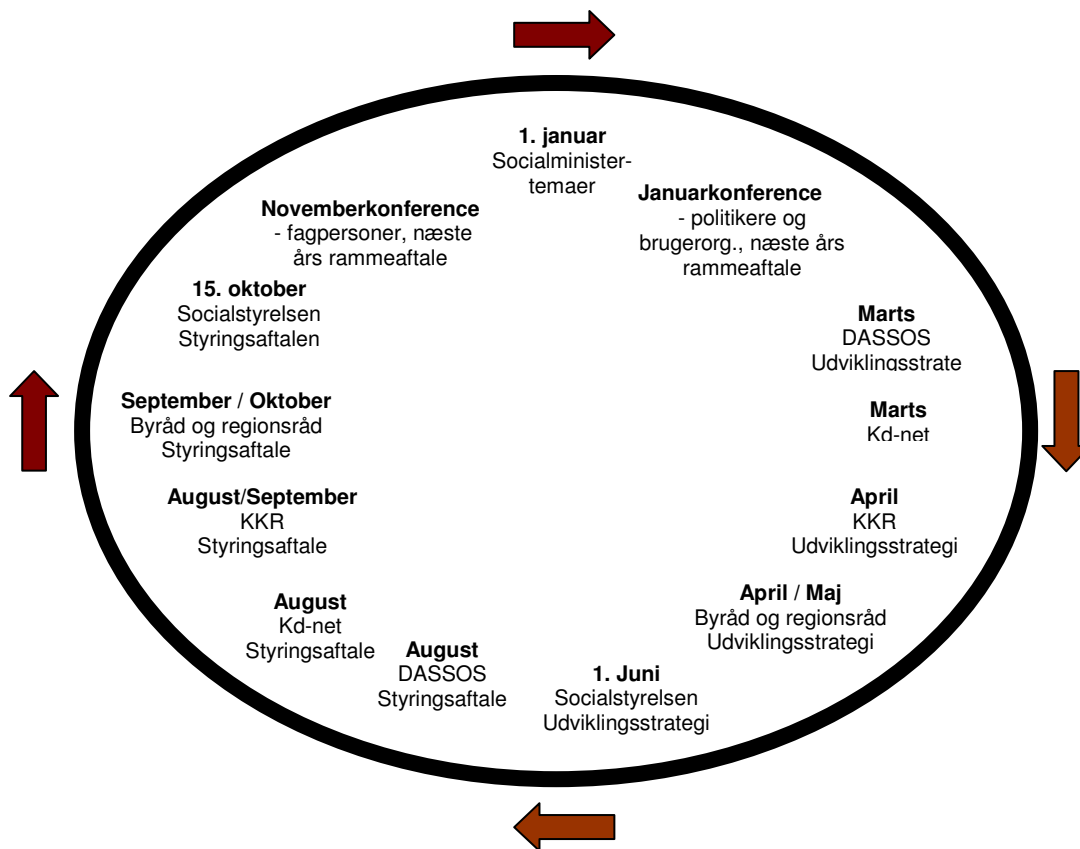 1. januar
Socialminister-
temaer
Januarkonference
- politikere og
brugerorg., næste års
rammeaftale
Marts
DASSOS
Udviklingsstrate
Marts
Kd-net
April
KKR
Udviklingsstrategi
April / Maj
Byråd og regionsråd
Udviklingsstrategi
1. Juni
Socialstyrelsen
Udviklingsstrategi
August
DASSOS
Styringsaftale
August
Kd-net
Styringsaftale
August/September
KKR
Styringsaftale
September / Oktober
Byråd og regionsråd
Styringsaftale
15. oktober
Socialstyrelsen
Styringsaftalen
Novemberkonference
- fagpersoner, næste
års rammeaftale